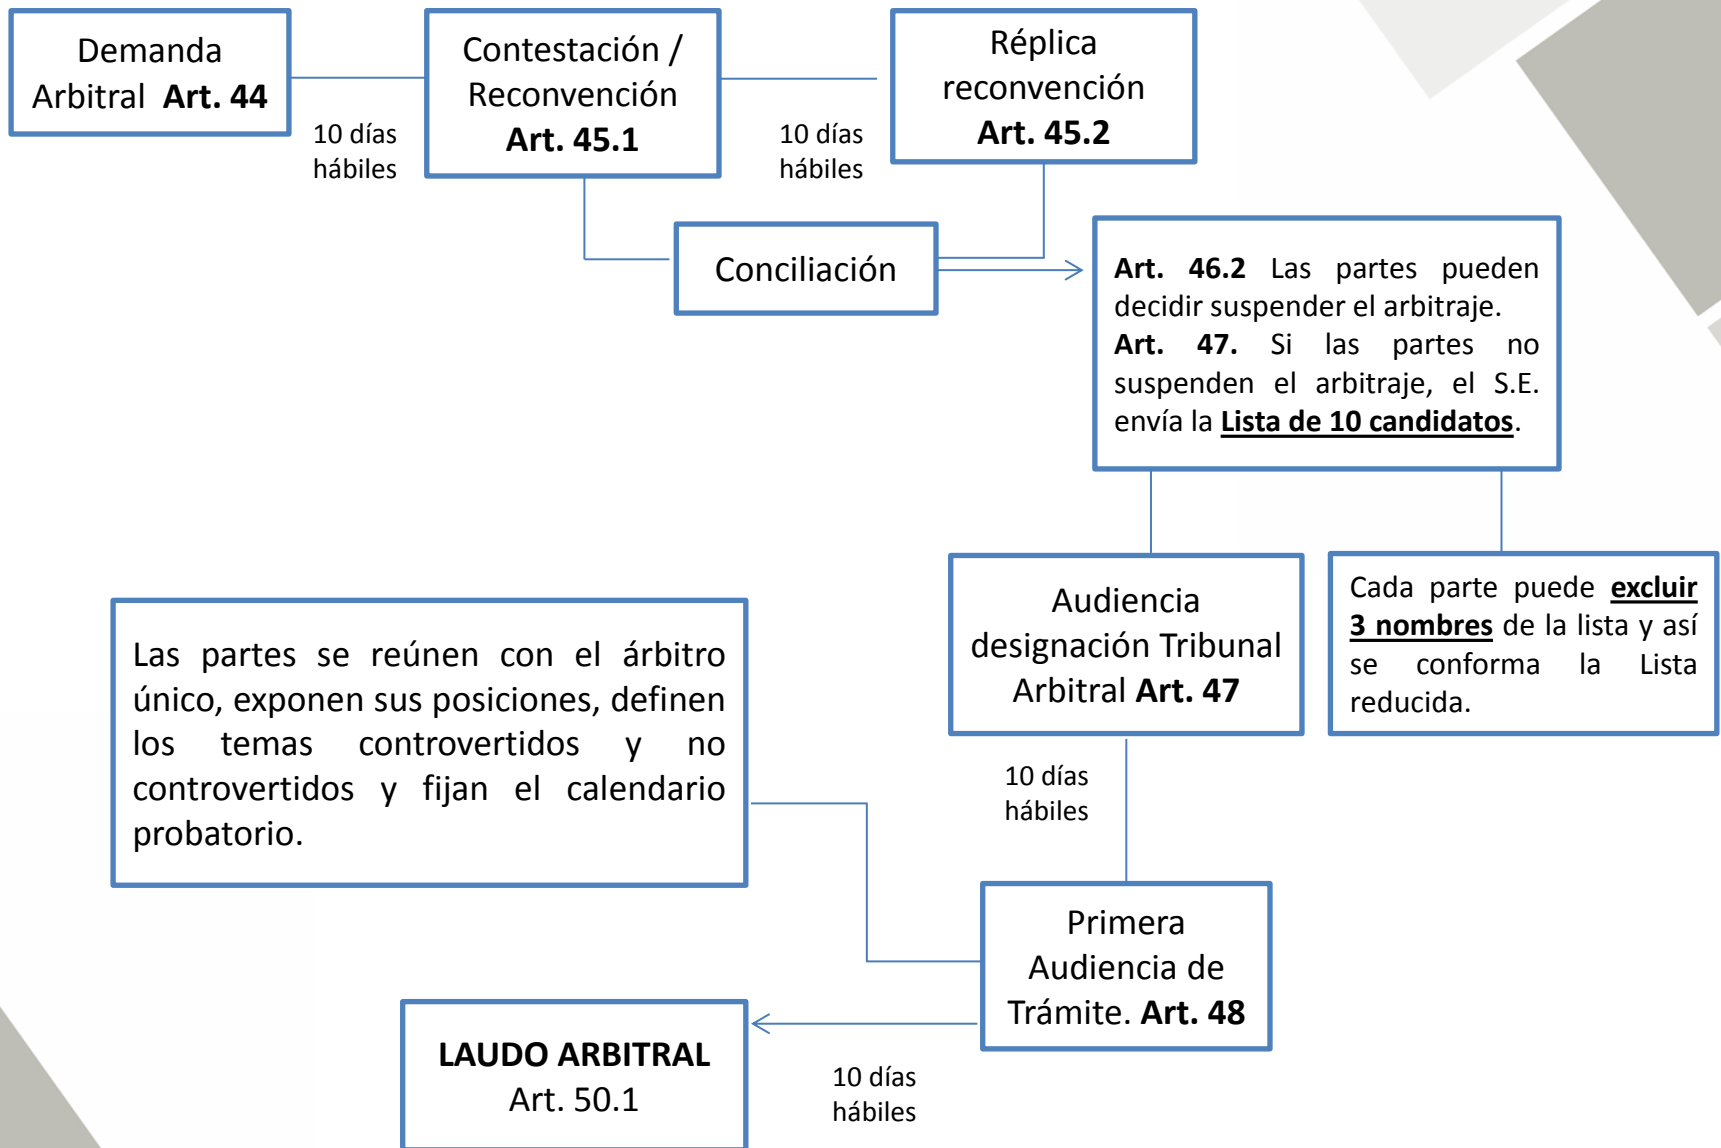 Demanda
Arbitral Art. 44
10 días
hábiles
Contestación /
Reconvención
Art. 45.1
10 días
hábiles
Réplica
reconvención
Art. 45.2
Conciliación
Art. 46.2 Las partes pueden
decidir suspender el arbitraje.
Art. 47. Si las partes no
suspenden el arbitraje, el S.E.
envía la Lista de 10 candidatos.
Audiencia
designación Tribunal
Arbitral Art. 47
Cada parte puede excluir
3 nombres de la lista y así
se conforma la Lista
reducida.
10 días
hábiles
Las partes se reúnen con el árbitro
único, exponen sus posiciones, definen
los temas controvertidos y no
controvertidos y fijan el calendario
probatorio.
Primera
Audiencia de
Trámite. Art. 48
10 días
hábiles
LAUDO ARBITRAL
Art. 50.1